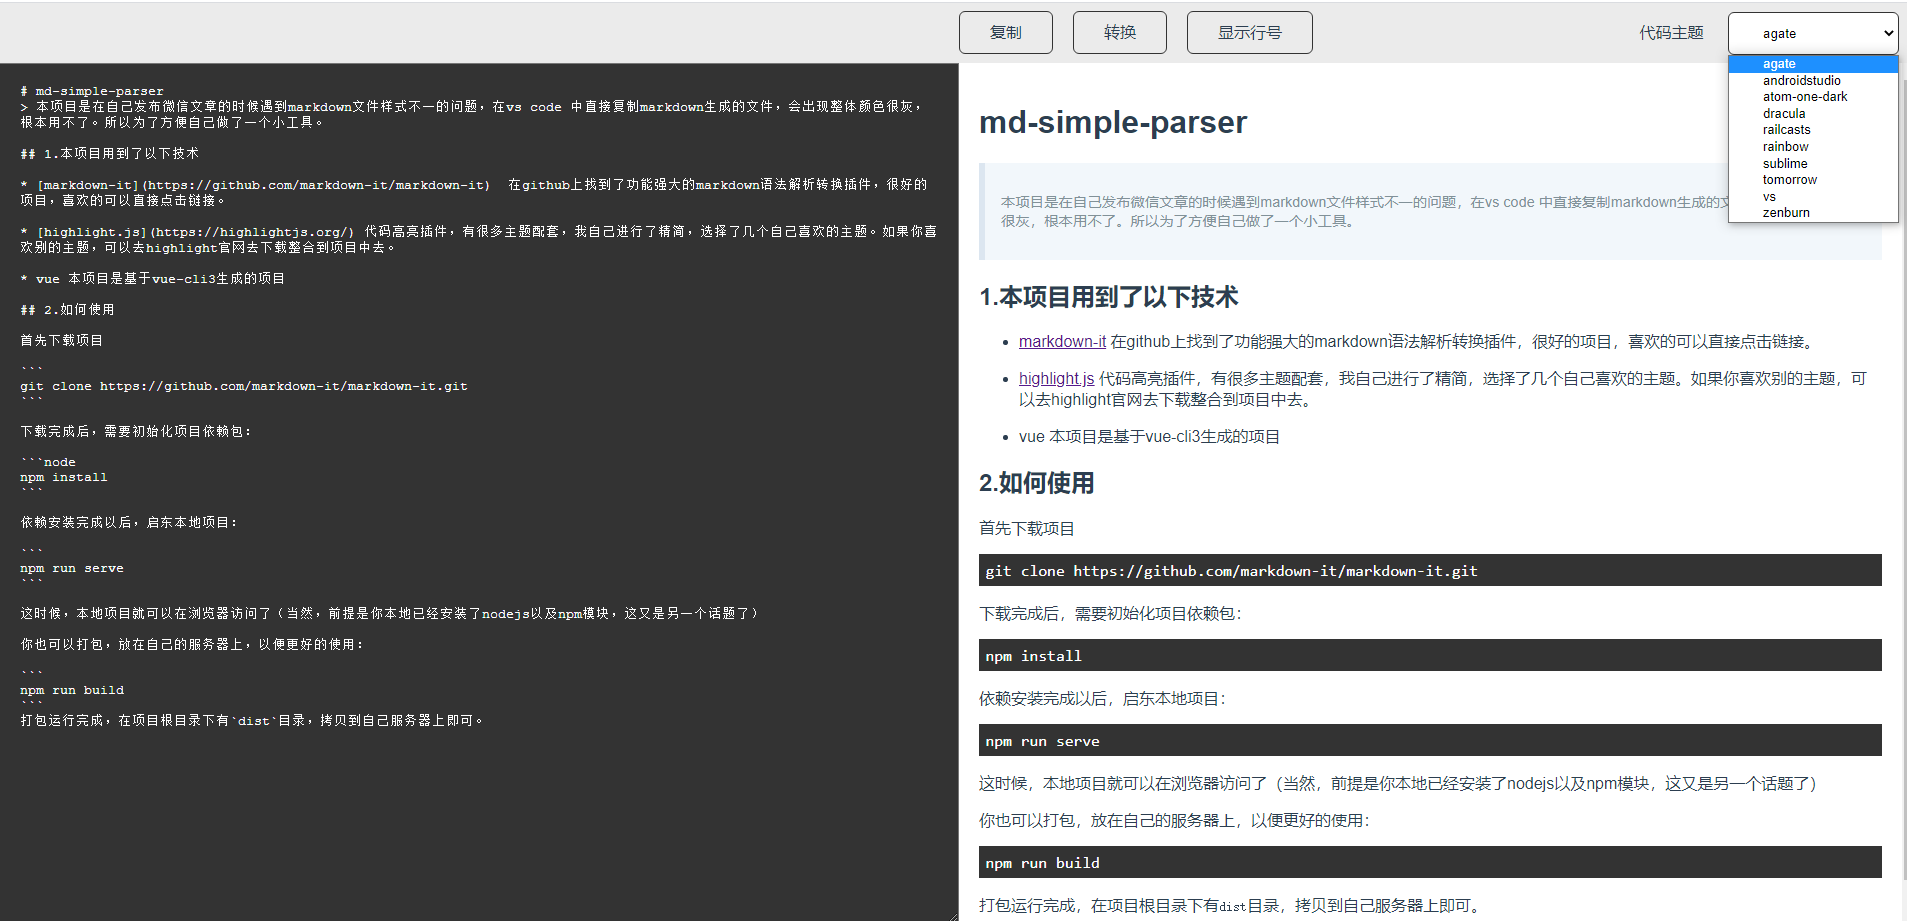 复制
转换
显示行号
代码主题
agate
agate
androidstudio
atom-one-dark
dracula
railcasts
rainbow
sublime
tomorrow
vs
zenburn
# md-simple-parser
> 本项目是在自己发布微信文章的时候遇到markdown文件样式不一的问题，在vs code 中直接复制markdown生成的文件，会出现整体颜色很灰，
根本用不了。所以为了方便自己做了一个小工具。
## 1.本项目用到了以下技术
* [markdown-it](https://github.com/markdown-it/markdown-it)  在github上找到了功能强大的markdown语法解析转换插件，很好的
项目，喜欢的可以直接点击链接。
* [highlight.js](https://highlightjs.org/) 代码高亮插件，有很多主题配套，我自己进行了精简，选择了几个自己喜欢的主题。如果你喜
欢别的主题，可以去highlight官网去下载整合到项目中去。
* vue 本项目是基于vue-cli3生成的项目
## 2.如何使用
首先下载项目
```
git clone https://github.com/markdown-it/markdown-it.git
```
下载完成后，需要初始化项目依赖包：
```node
npm install
```
依赖安装完成以后，启东本地项目：
```
npm run serve
```
这时候，本地项目就可以在浏览器访问了（当然，前提是你本地已经安装了nodejs以及npm模块，这又是另一个话题了）
你也可以打包，放在自己的服务器上，以便更好的使用：
```
npm run build
```
打包运行完成，在项目根目录下有`dist`目录，拷贝到自己服务器上即可。
md-simple-parser
本项目是在自己发布微信文章的时候遇到markdown文件样式不一的问题，在vs code 中直接复制markdown生成的
很灰，根本用不了。所以为了方便自己做了一个小工具。
1.本项目用到了以下技术
• markdown-it 在github上找到了功能强大的markdown语法解析转换插件，很好的项目，喜欢的可以直接点击链接。
• highlight.js 代码高亮插件，有很多主题配套，我自己进行了精简，选择了几个自己喜欢的主题。如果你喜欢别的主题，可
以去highlight官网去下载整合到项目中去。
• vue 本项目是基于vue-cli3生成的项目
2.如何使用
首先下载项目
git clone https://github.com/markdown-it/markdown-it.git
下载完成后，需要初始化项目依赖包：
npm install
依赖安装完成以后，启东本地项目：
npm run serve
这时候，本地项目就可以在浏览器访问了（当然，前提是你本地已经安装了nodejs以及npm模块，这又是另一个话题了）
你也可以打包，放在自己的服务器上，以便更好的使用：
npm run build
打包运行完成，在项目根目录下有dist目录，拷贝到自己服务器上即可。